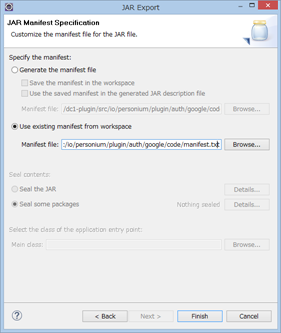 JAR Export
JAR Manifest Specification
Customize the manifest file for the JAR file.
Specify the manifest:
Generate the manifest file
Save the manifest in the workspace
Use the saved manifest in the generated JAR description file
Manifest file: /dc1-plugin/src/io/personium/plugin/auth/google/cod Browse...
Use existing manifest from workspace
Manifest file: :/io/personium/plugin/auth/google/code/manifest.txt Browse...
Seal contents:
Seal the JAR Details...
Seal some packages Nothing sealed Details...
Select the class of the application entry point:
Main class: Browse...
? < Back Next > Finish Cancel